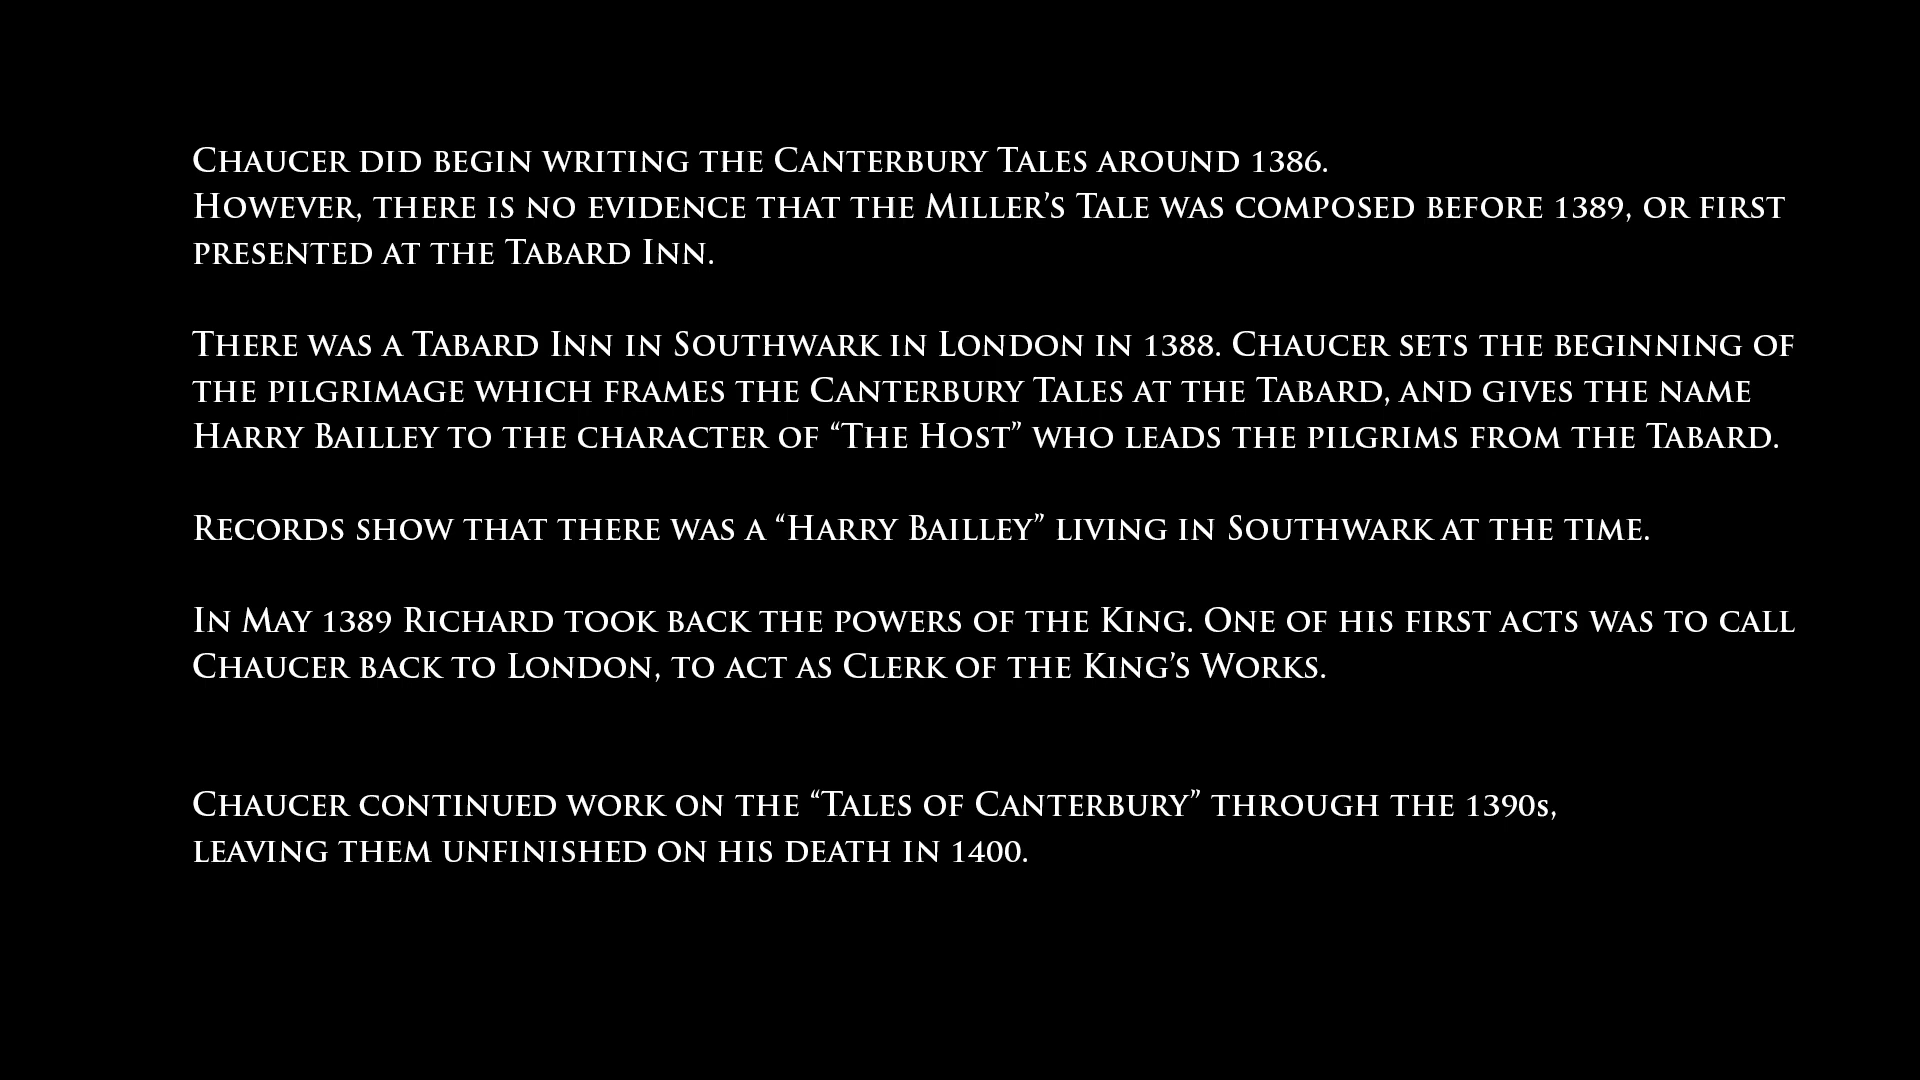 Chaucer did begin writing the Canterbury Tales around 1386.
However, there is no evidence that the Miller’s Tale was composed before 1389, or first
presented at the Tabard Inn.
There was a Tabard Inn in Southwark in London in 1388. Chaucer sets the beginning of
the pilgrimage which frames the Canterbury Tales at the Tabard, and gives the name
Harry Bailley to the character of “The Host” who leads the pilgrims from the Tabard.
Records show that there was a “Harry Bailley” living in Southwark at the time.
In May 1389 Richard took back the powers of the King. One of his first acts was to call
Chaucer back to London, to act as Clerk of the King’s Works.
Chaucer continued work on the “Tales of Canterbury” through the 1390s,
leaving them unfinished on his death in 1400.